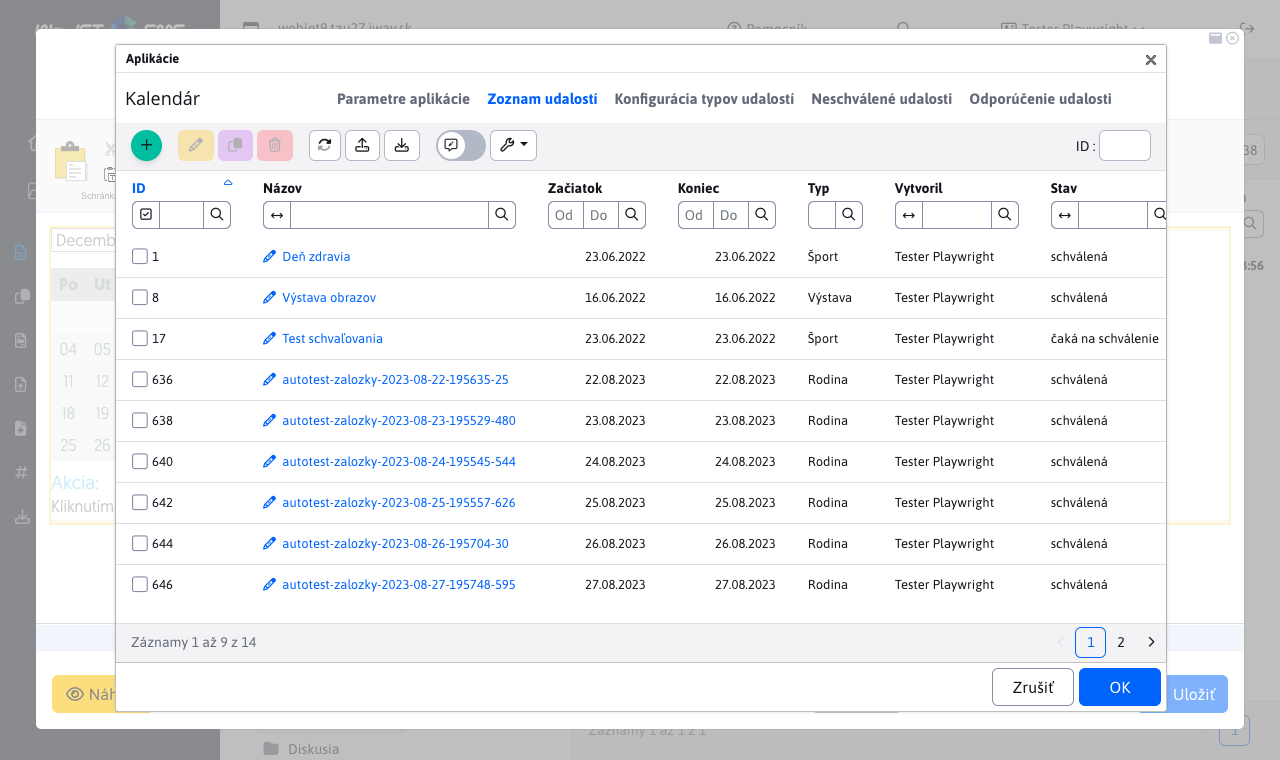 webjet9.tau27.iway.sk
Pomocník
Tester Playwright
Aplikácie
Kalendár
Parametre aplikácie
Zoznam udalostí
Konfigurácia typov udalostí
Neschválené udalosti
Odporúčenie udalosti
ID :
38
Schránk
ID
Názov
Začiatok
Koniec
Typ
Vytvoril
Stav
Od Do
Od Do
Decemb
Po Ut
04 05
11 12
18 19
25 26
Akcia:
Kliknutím
1 Deň zdravia 23.06.2022 23.06.2022 Šport Tester Playwright schválená
8 Výstava obrazov 16.06.2022 16.06.2022 Výstava Tester Playwright schválená
17 Test schvaľovania 23.06.2022 23.06.2022 Šport Tester Playwright čaká na schválenie
636 autotest-zalozky-2023-08-22-195635-25 22.08.2023 22.08.2023 Rodina Tester Playwright schválená
638 autotest-zalozky-2023-08-23-195529-480 23.08.2023 23.08.2023 Rodina Tester Playwright schválená
640 autotest-zalozky-2023-08-24-195545-544 24.08.2023 24.08.2023 Rodina Tester Playwright schválená
642 autotest-zalozky-2023-08-25-195557-626 25.08.2023 25.08.2023 Rodina Tester Playwright schválená
644 autotest-zalozky-2023-08-26-195704-30 26.08.2023 26.08.2023 Rodina Tester Playwright schválená
646 autotest-zalozky-2023-08-27-195748-595 27.08.2023 27.08.2023 Rodina Tester Playwright schválená
Záznamy 1 až 9 z 14
1 2
Zrušiť
OK
Náh
Uložiť
Záznamy 1 až 1 z 1
1
Diskusia